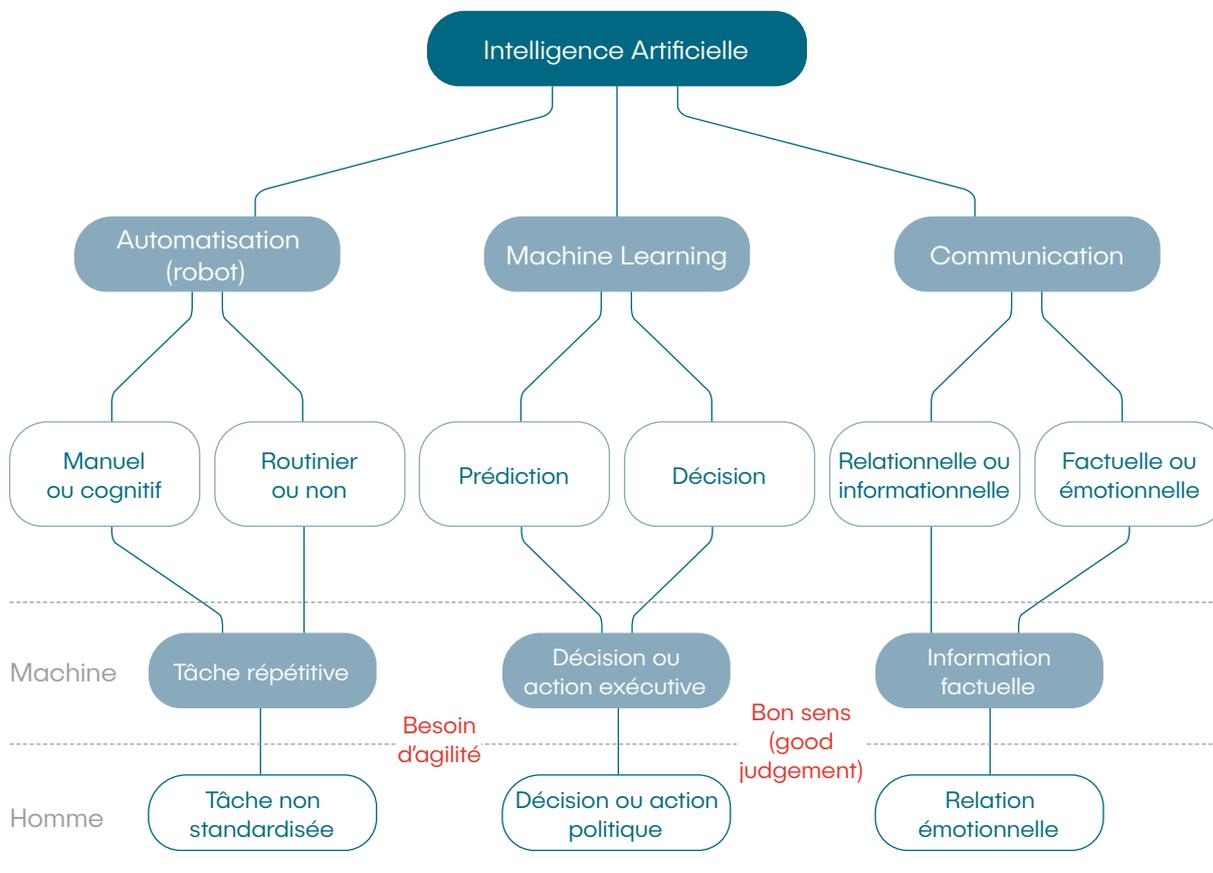 Intelligence Artificielle
Automatisation
(robot)
Machine Learning
Communication
Manuel
ou cognitif
Routinier
ou non
Prédiction
Décision
Relationnelle ou
informationnelle
Factuelle ou
émotionnelle
Machine
Tâche répétitive
Décision ou
action exécutive
Information
factuelle
Besoin
d’agilité
Bon sens
(good
judgement)
Homme
Tâche non
standardisée
Décision ou action
politique
Relation
émotionnelle